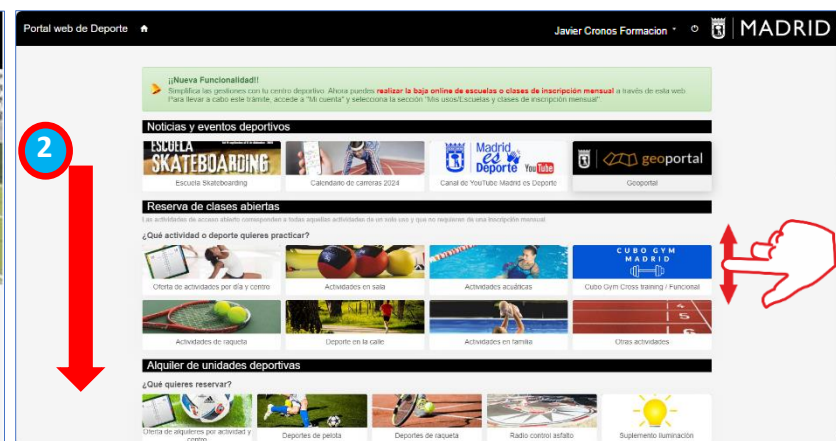 Portal web de Deporte
Javier Cronos Formacion
MADRID
¡¡Nueva Funcionalidad!!
Simplifica las gestiones con tu centro deportivo. Ahora puedes realizar la baja online de escuelas o clases de inscripción mensual a través de esta web.
Para llevar a cabo este trámite, accede a "Mi cuenta" y selecciona la sección "Mis usos/Escuelas y clases de inscripción mensual".
2
Noticias y eventos deportivos
ESCUELA
SKATEBOARDING
Madrid
es
Deporte YouTube
geoportal
Escuela Skateboarding
Calendario de carreras 2024
Canal de YouTube Madrid es Deporte
Geoportal
Reserva de clases abiertas
Las actividades de acceso abierto corresponden a todas aquellas actividades de un solo uso y que no requieren de una inscripción mensual
¿Qué actividad o deporte quieres practicar?
CUBO GYM
MADRID
Oferta de actividades por día y centro
Actividades en sala
Actividades acuáticas
Cubo Gym Cross training / Funcional
4
5
Actividades de raqueta
Deporte en la calle
Actividades en familia
Otras actividades
Alquiler de unidades deportivas
¿Qué quieres reservar?
Oferta de alquileres por actividad y
centro
Deportes de pelota
Deportes de raqueta
Radio control asfalto
Suplemento iluminación